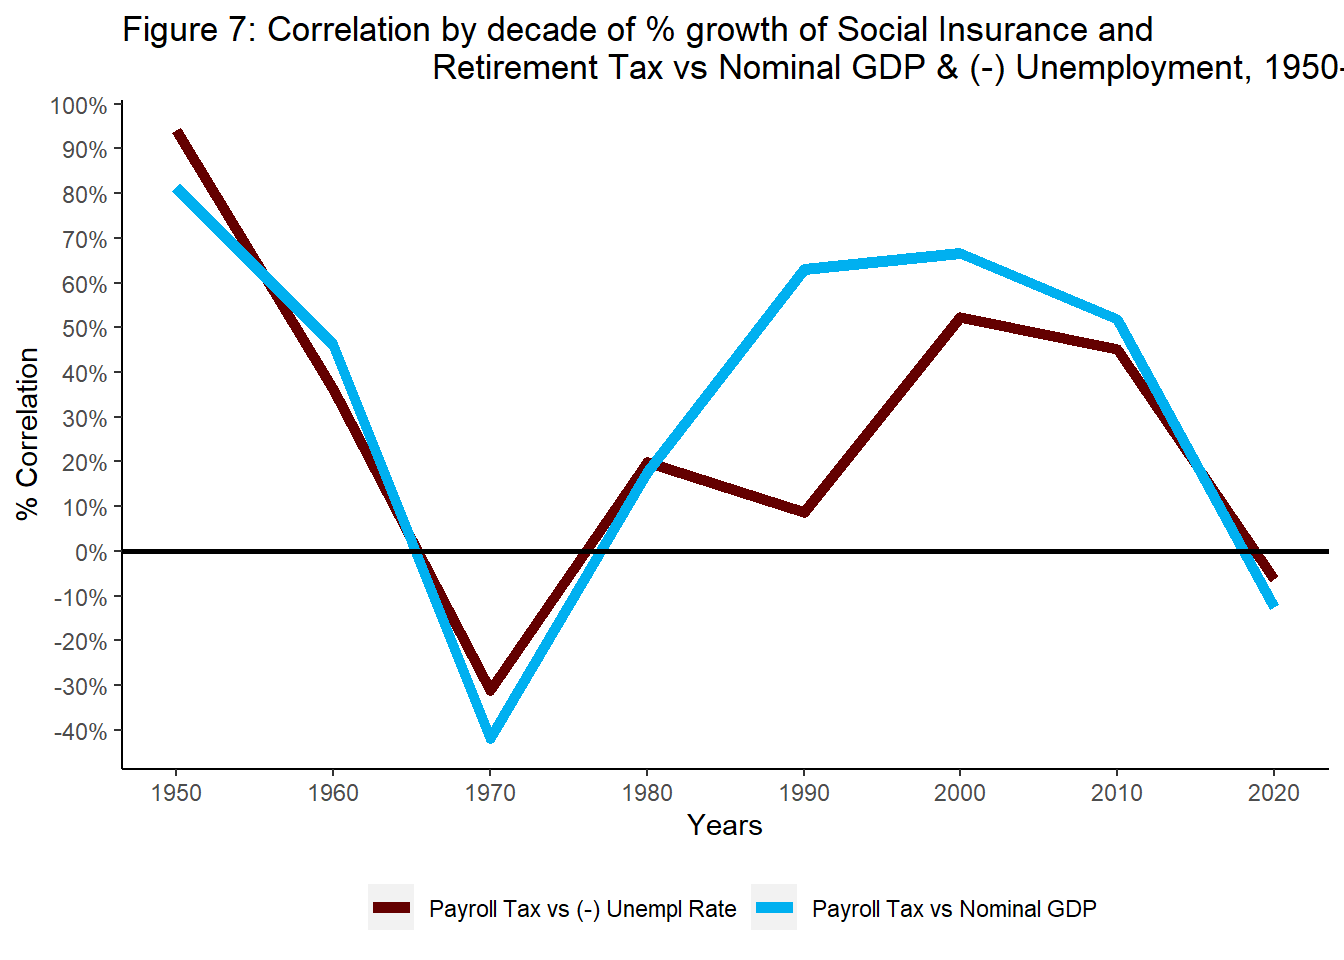 Figure 7: Correlation by decade of % growth of Social Insurance and
Retirement Tax vs Nominal GDP & (-) Unemployment, 1950-
100%
90%
80%
70%
60%
50%
40%
30%
20%
10%
0%
-10%
-20%
-30%
-40%
% Correlation
1950 1960 1970 1980 1990 2000 2010 2020
Years
Payroll Tax vs (-) Unempl Rate Payroll Tax vs Nominal GDP